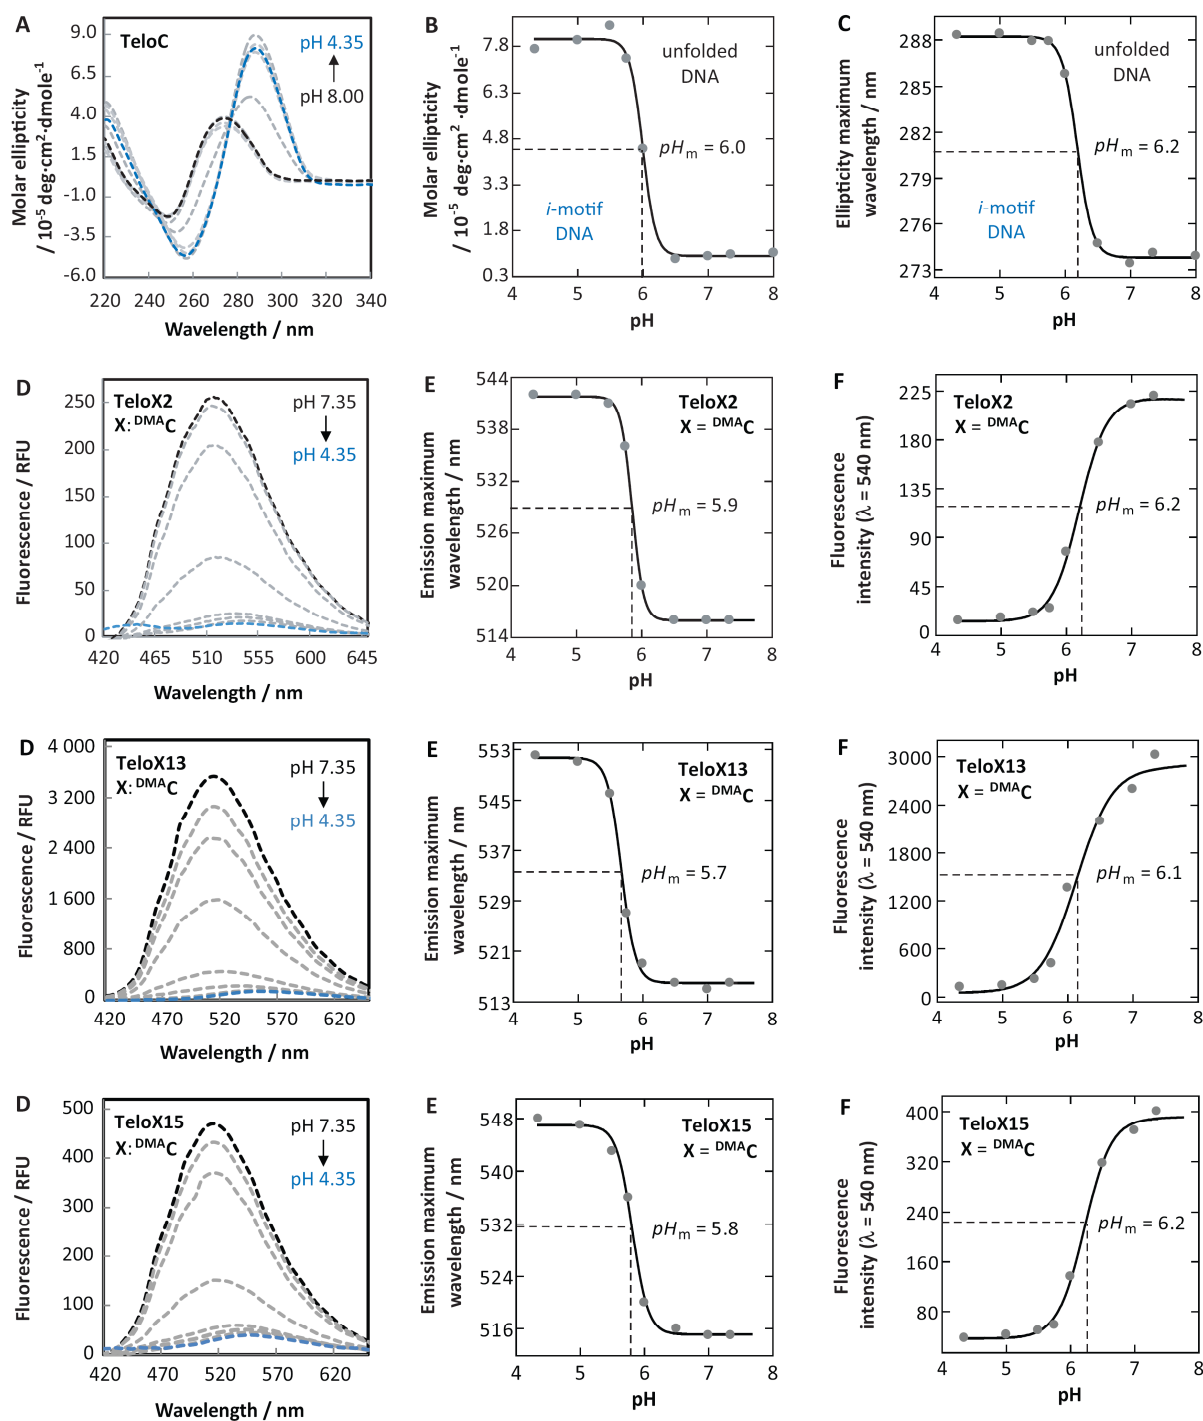 A
TeloC
pH 4.35
pH 8.00
Molar ellipticity
/ 10⁻⁵ deg·cm² ·dmole⁻¹
9.0
6.5
4.0
1.5
-1.0
-3.5
-6.0
220 240 260 280 300 320 340
Wavelength / nm
B
unfolded
DNA
pHm = 6.0
i-motif
DNA
Molar ellipticity
/ 10⁻⁵ deg·cm² ·dmole⁻¹
7.8
6.3
4.8
3.3
1.8
0.3
4 5 6 7 8
pH
C
unfolded
DNA
pHm = 6.2
i-motif
DNA
Ellipticity maximum
wavelength / nm
288
285
282
279
276
273
4 5 6 7 8
pH
D
TeloX2
X: DMAC
pH 7.35
pH 4.35
Fluorescence / RFU
250
200
150
100
50
0
420 465 510 555 600 645
Wavelength / nm
E
TeloX2
X = DMAC
pHm = 5.9
Emission maximum
wavelength / nm
544
538
532
526
520
514
4 5 6 7 8
pH
F
TeloX2
X = DMAC
pHm = 6.2
Fluorescence
intensity (λ = 540 nm)
225
180
135
90
45
0
4 5 6 7 8
pH
D
TeloX13
X: DMAC
pH 7.35
pH 4.35
Fluorescence / RFU
4 000
3 200
2 400
1 600
800
0
420 470 520 570 620
Wavelength / nm
E
TeloX13
X = DMAC
pHm = 5.7
Emission maximum
wavelength / nm
553
545
537
529
521
513
4 5 6 7 8
pH
F
TeloX13
X = DMAC
pHm = 6.1
Fluorescence
intensity (λ = 540 nm)
3000
2400
1800
1200
600
0
4 5 6 7 8
pH
D
TeloX15
X: DMAC
pH 7.35
pH 4.35
Fluorescence / RFU
500
400
300
200
100
0
420 470 520 570 620
Wavelength / nm
E
TeloX15
X = DMAC
pHm = 5.8
Emission maximum
wavelength / nm
548
540
532
524
516
4 5 6 7 8
pH
F
TeloX15
X = DMAC
pHm = 6.2
Fluorescence
intensity (λ = 540 nm)
400
320
240
160
80
4 5 6 7 8
pH